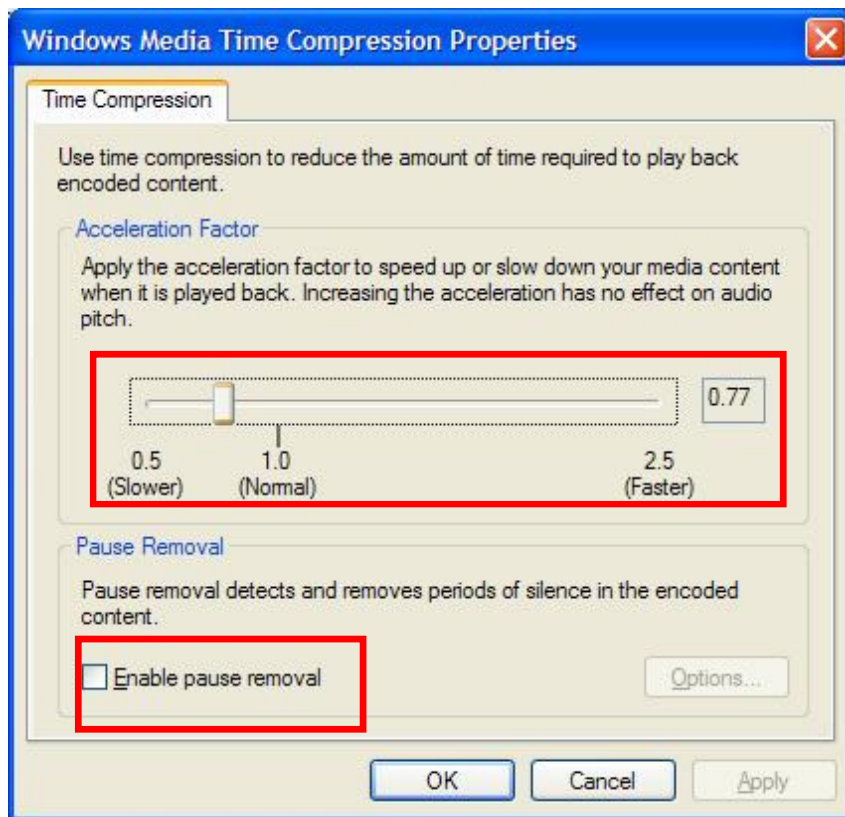 Windows Media Time Compression Properties
Time Compression
Use time compression to reduce the amount of time required to play back
encoded content.
Acceleration Factor
Apply the acceleration factor to speed up or slow down your media content
when it is played back. Increasing the acceleration has no effect on audio
pitch.
0.77
0.5 1.0 2.5
(Slower) (Normal) (Faster)
Pause Removal
Pause removal detects and removes periods of silence in the encoded
content.
Enable pause removal Options...
OK Cancel Apply